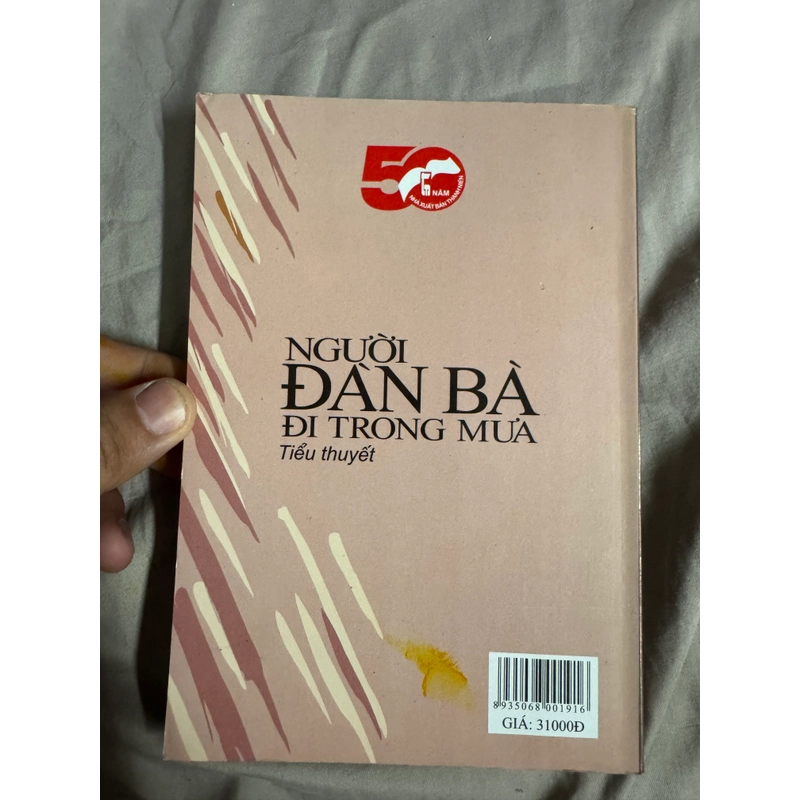 50
NĂM
NHÀ XUẤT BẢN THANH NIÊN
NGƯỜI
ĐÀN BÀ
ĐI TRONG MƯA
Tiểu thuyết
8 935068 001916
GIÁ: 31000Đ